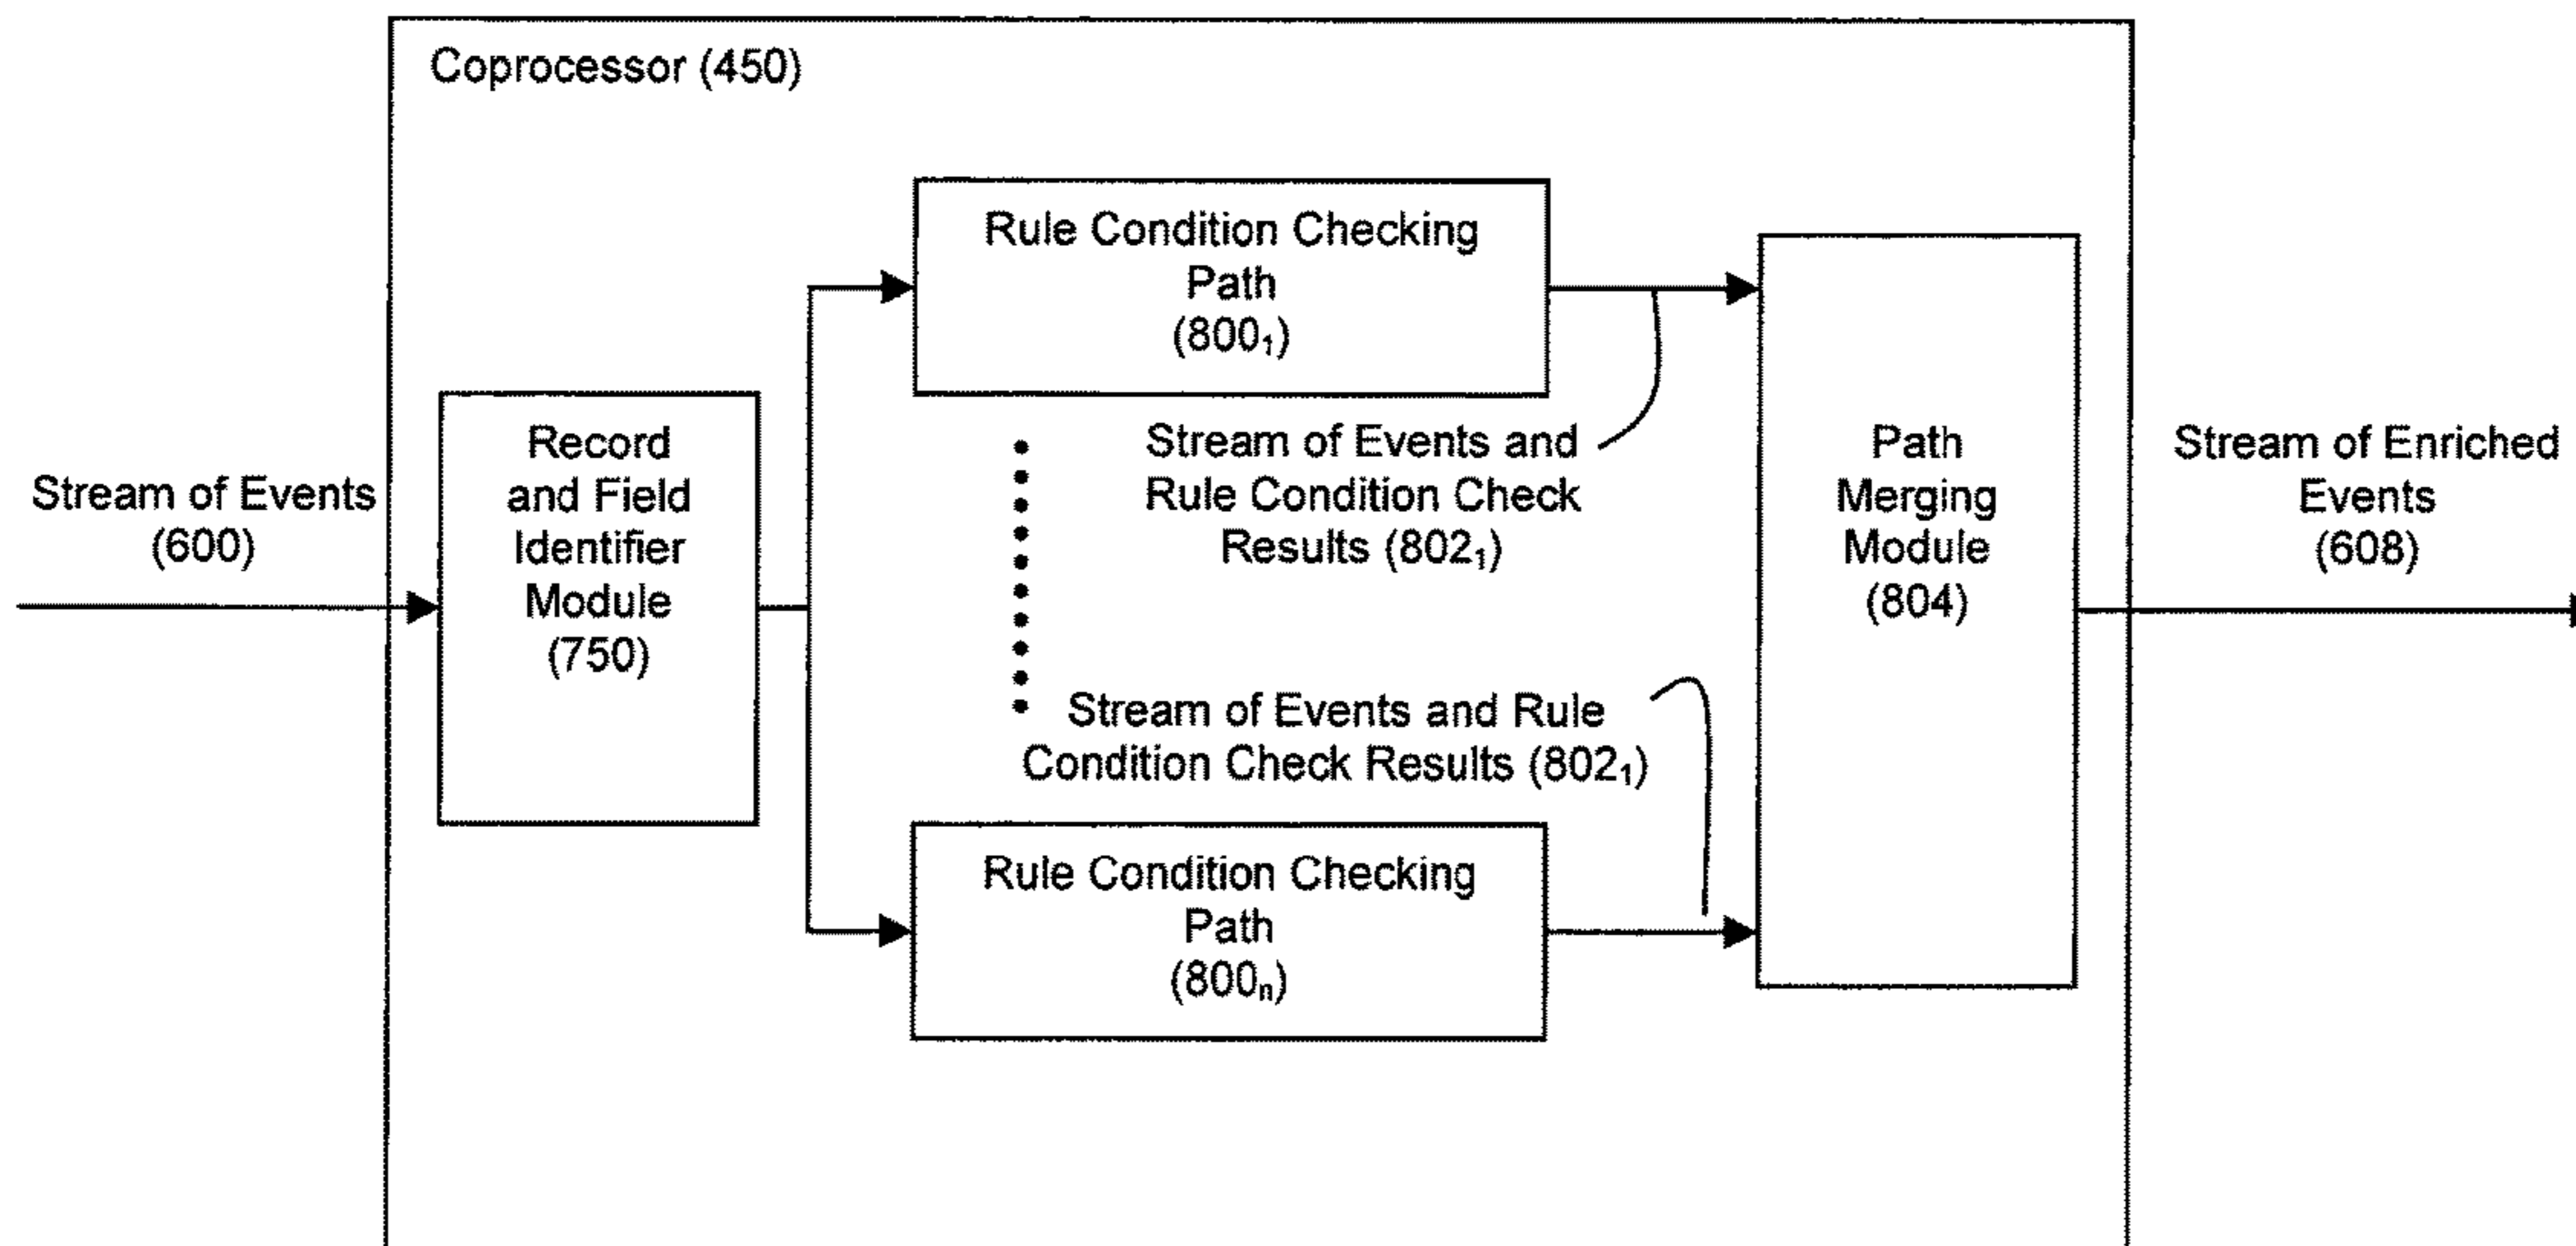 Coprocessor (450)
Stream of Events
(600)
Record
and Field
Identifier
Module
(750)
Rule Condition Checking
Path
(800₁)
Stream of Events and
Rule Condition Check
Results (802₁)
Stream of Events and Rule
Condition Check Results (802₁)
Rule Condition Checking
Path
(800ₙ)
Path
Merging
Module
(804)
Stream of Enriched
Events
(608)